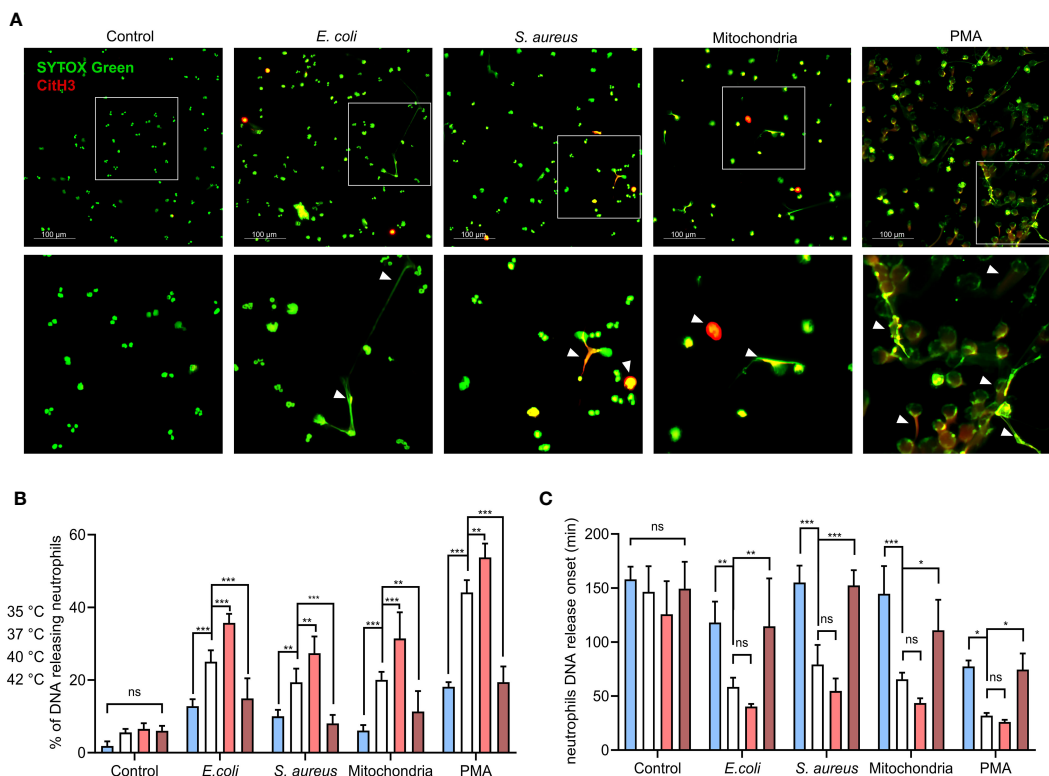 A
Control
E. coli
S. aureus
Mitochondria
PMA
SYTOX Green
CitH3
100 µm
100 µm
100 µm
100 µm
100 µm
B
% of DNA releasing neutrophils
60
40
20
0
35 °C
37 °C
40 °C
42 °C
ns
***
***
***
**
**
***
***
***
**
***
**
***
Control
E.coli
S. aureus
Mitochondria
PMA
C
neutrophils DNA release onset (min)
200
150
100
50
0
ns
**
**
ns
***
***
ns
***
*
ns
*
*
ns
Control
E.coli
S. aureus
Mitochondria
PMA